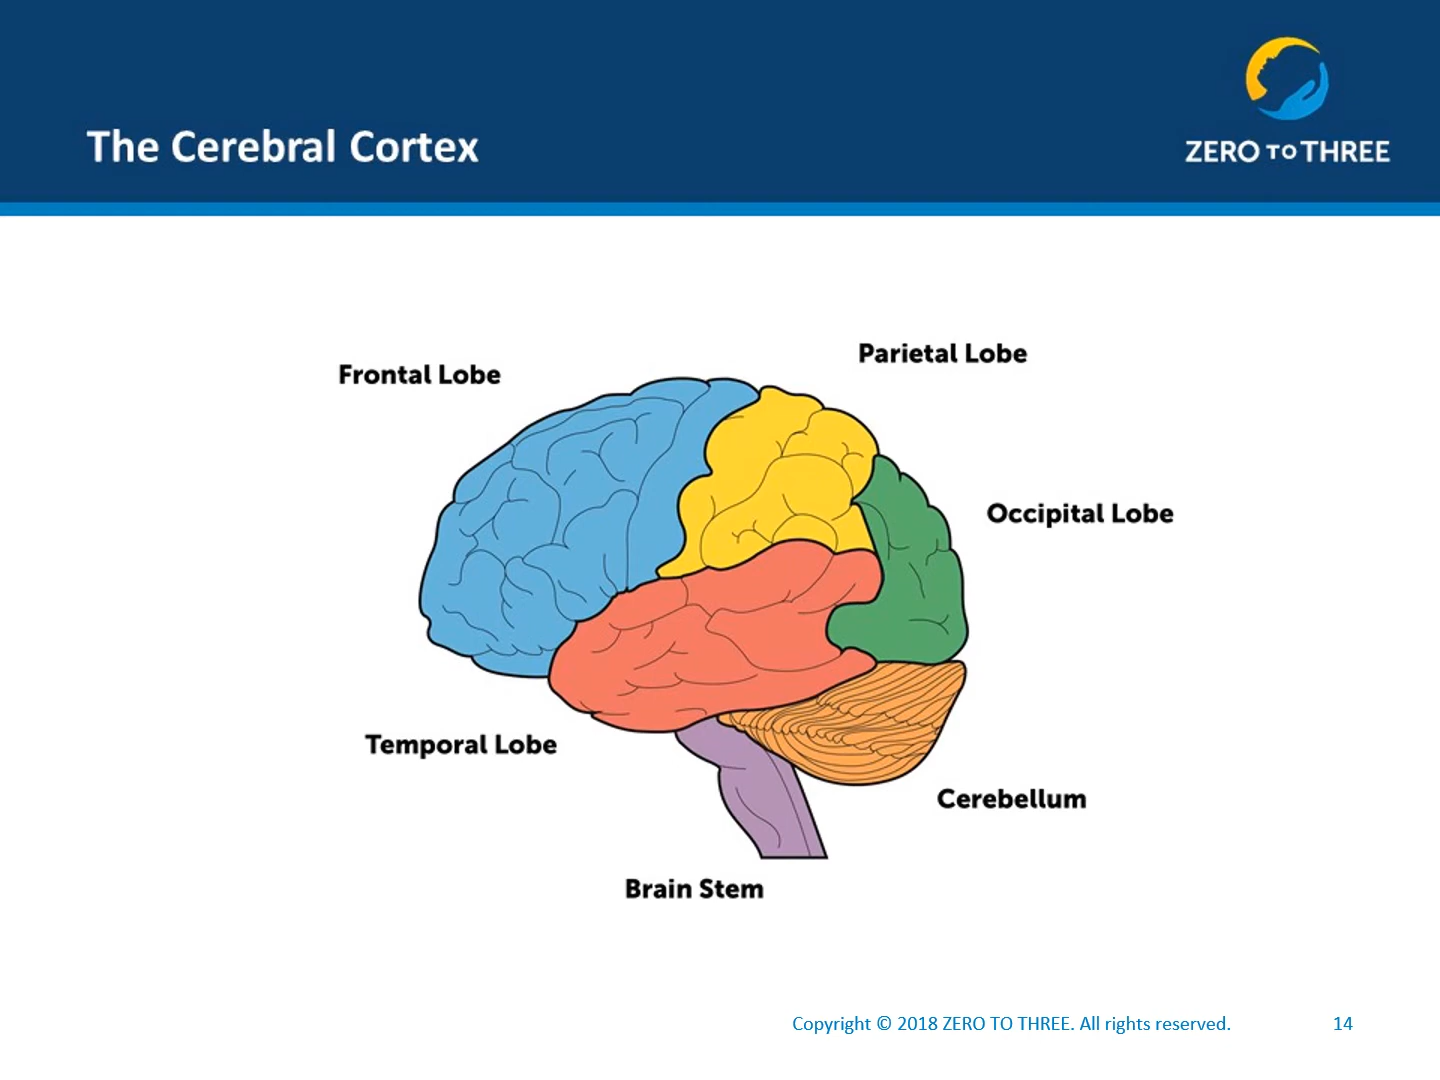 The Cerebral Cortex
ZERO TO THREE
Parietal Lobe
Frontal Lobe
Occipital Lobe
Temporal Lobe
Cerebellum
Brain Stem
Copyright © 2018 ZERO TO THREE. All rights reserved. 14